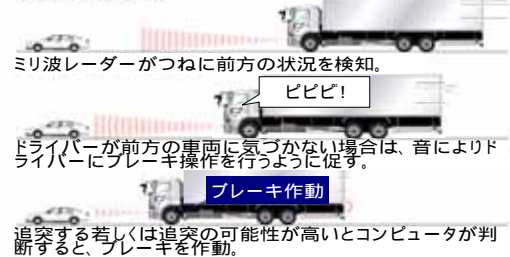 ミリ波レーダーがつねに前方の状況を検知。
ピピピ！
ドライバーが前方の車両に気づかない場合は、音によりド
ライバーにブレーキ操作を行うように促す。
ブレーキ作動
追突する若しくは追突の可能性が高いとコンピュータが判
断すると、ブレーキを作動。